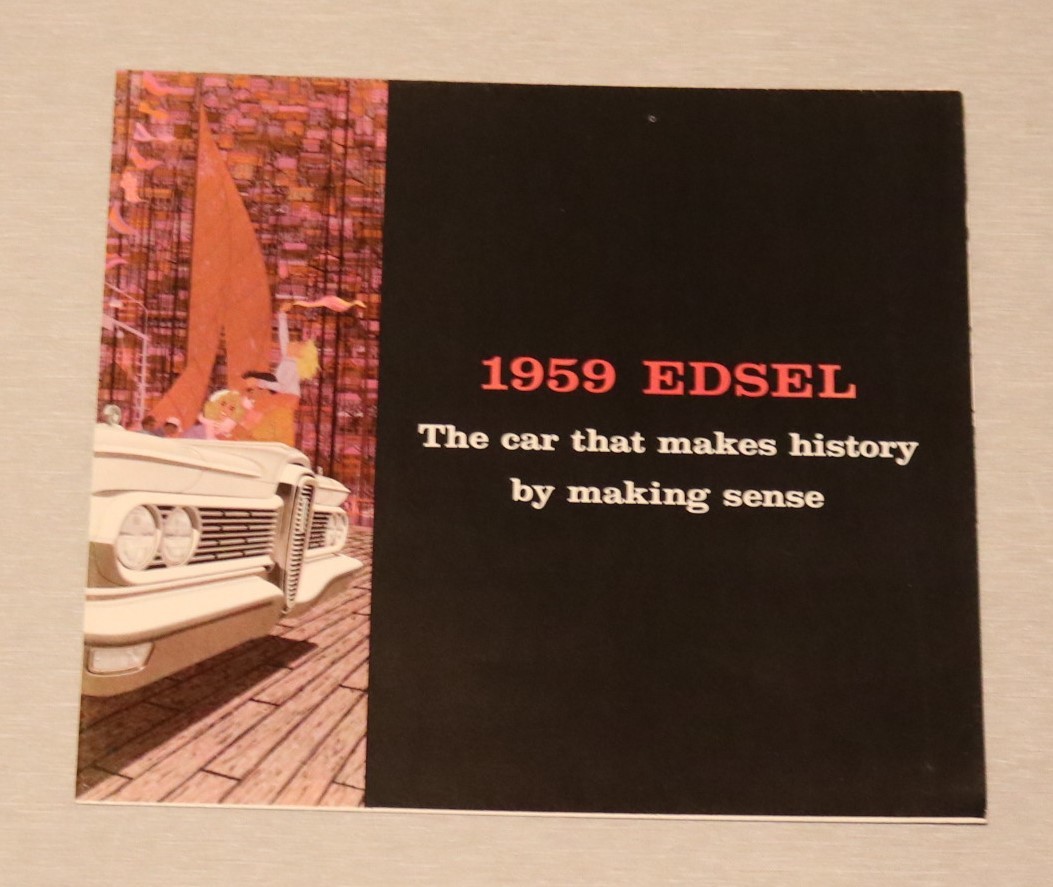 1959 EDSEL
The car that makes history
by making sense